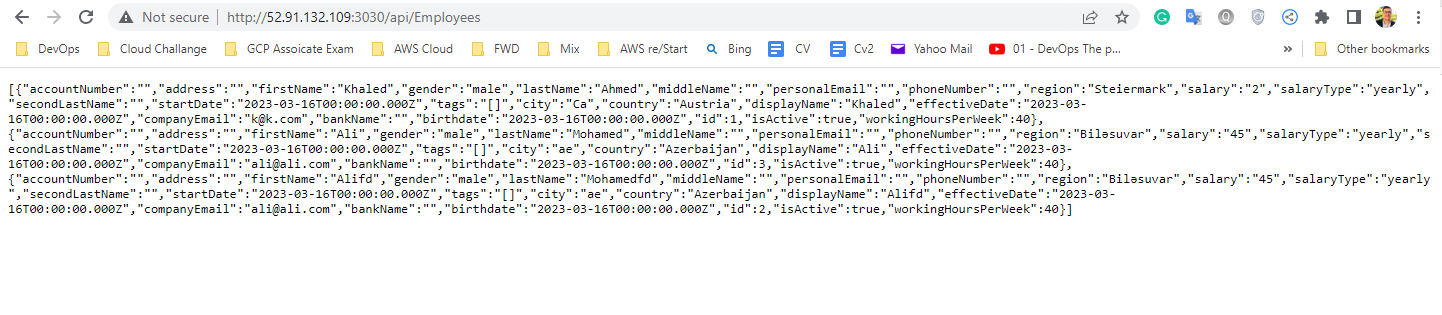 Not secure | http://52.91.132.109:3030/api/Employees
DevOps Cloud Challange GCP Assoicate Exam AWS Cloud FWD Mix AWS re/Start Bing CV Cv2 Yahoo Mail 01 - DevOps The p... » Other bookmarks
[{"accountNumber":"","address":"","firstName":"Khaled","gender":"male","lastName":"Ahmed","middleName":"","personalEmail":"","phoneNumber":"","region":"Steiermark","salary":"2","salaryType":"yearly",
"secondLastName":"","startDate":"2023-03-16T00:00:00.000Z","tags":"[]","city":"Ca","country":"Austria","displayName":"Khaled","effectiveDate":"2023-03-
16T00:00:00.000Z","companyEmail":"k@k.com","bankName":"","birthdate":"2023-03-16T00:00:00.000Z","id":1,"isActive":true,"workingHoursPerWeek":40},
{"accountNumber":"","address":"","firstName":"Ali","gender":"male","lastName":"Mohamed","middleName":"","personalEmail":"","phoneNumber":"","region":"Biləsuvar","salary":"45","salaryType":"yearly","s
econdLastName":"","startDate":"2023-03-16T00:00:00.000Z","tags":"[]","city":"ae","country":"Azerbaijan","displayName":"Ali","effectiveDate":"2023-03-
16T00:00:00.000Z","companyEmail":"ali@ali.com","bankName":"","birthdate":"2023-03-16T00:00:00.000Z","id":3,"isActive":true,"workingHoursPerWeek":40},
{"accountNumber":"","address":"","firstName":"Alifd","gender":"male","lastName":"Mohamedfd","middleName":"","personalEmail":"","phoneNumber":"","region":"Biləsuvar","salary":"45","salaryType":"yearly
","secondLastName":"","startDate":"2023-03-16T00:00:00.000Z","tags":"[]","city":"ae","country":"Azerbaijan","displayName":"Alifd","effectiveDate":"2023-03-
16T00:00:00.000Z","companyEmail":"ali@ali.com","bankName":"","birthdate":"2023-03-16T00:00:00.000Z","id":2,"isActive":true,"workingHoursPerWeek":40}]